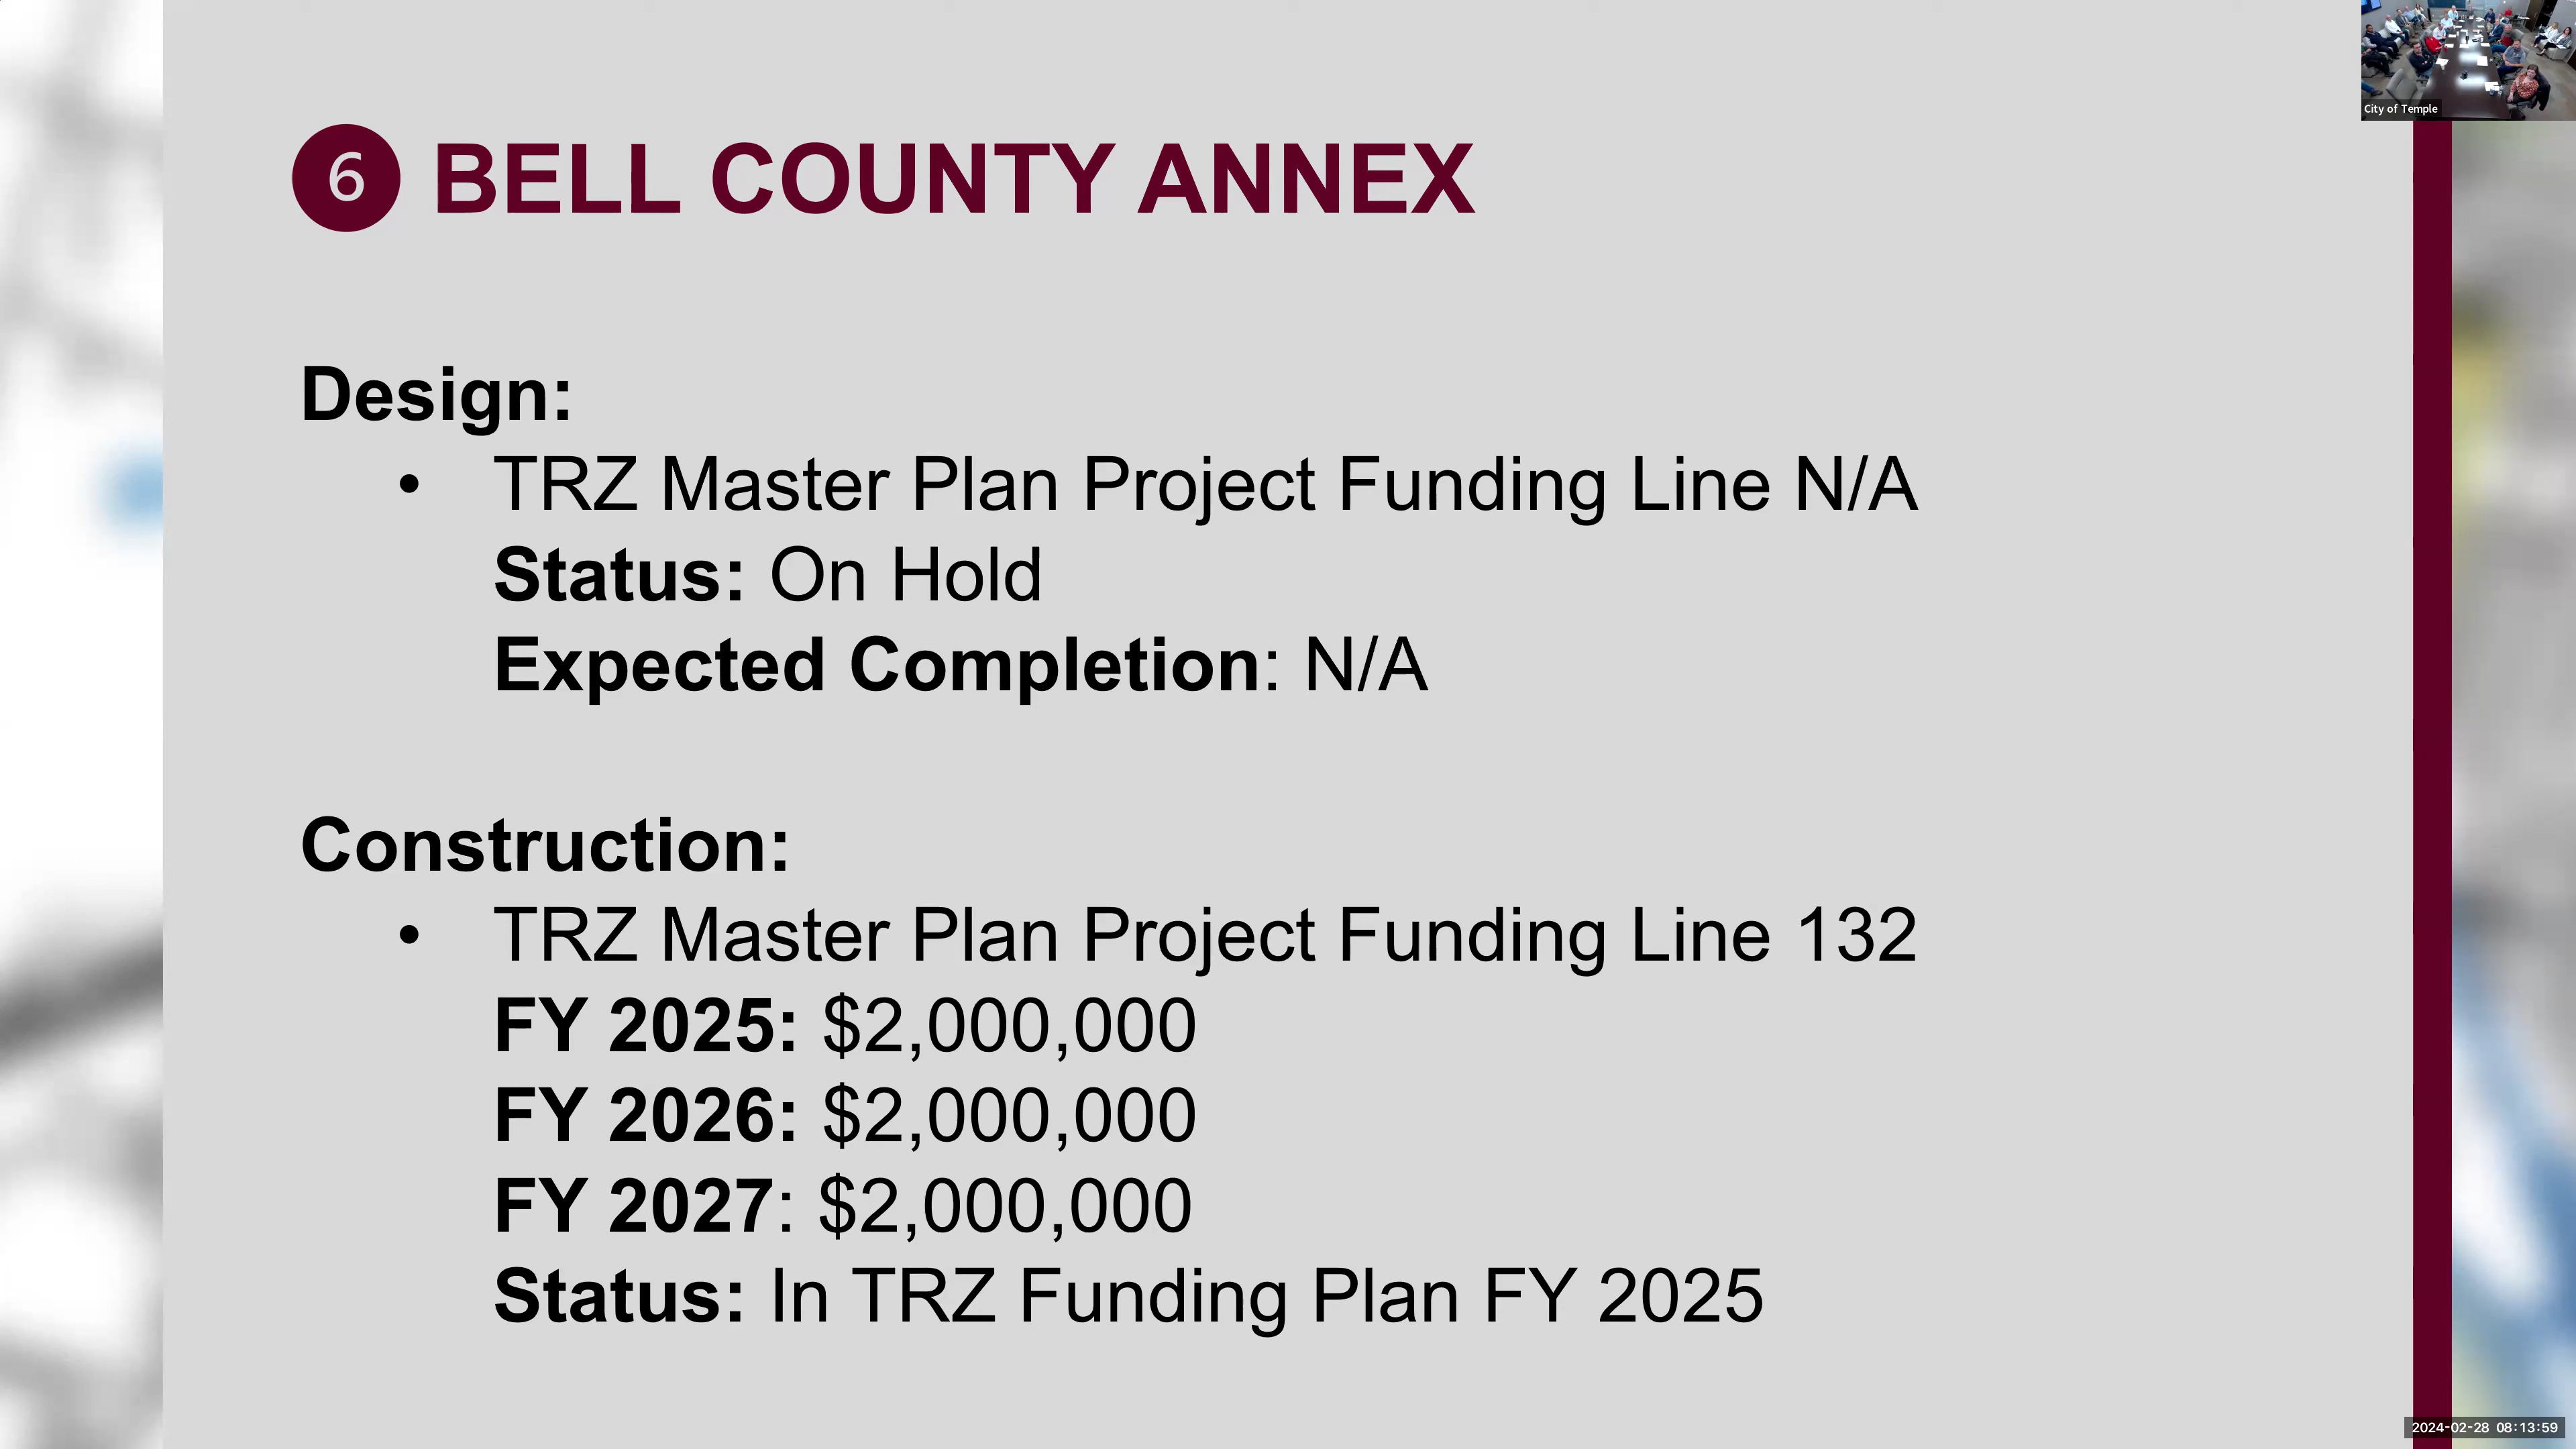 City of Temple
6 BELL COUNTY ANNEX
Design:
• TRZ Master Plan Project Funding Line N/A
Status: On Hold
Expected Completion: N/A
Construction:
• TRZ Master Plan Project Funding Line 132
FY 2025: $2,000,000
FY 2026: $2,000,000
FY 2027: $2,000,000
Status: In TRZ Funding Plan FY 2025
2024-02-28 08:13:59